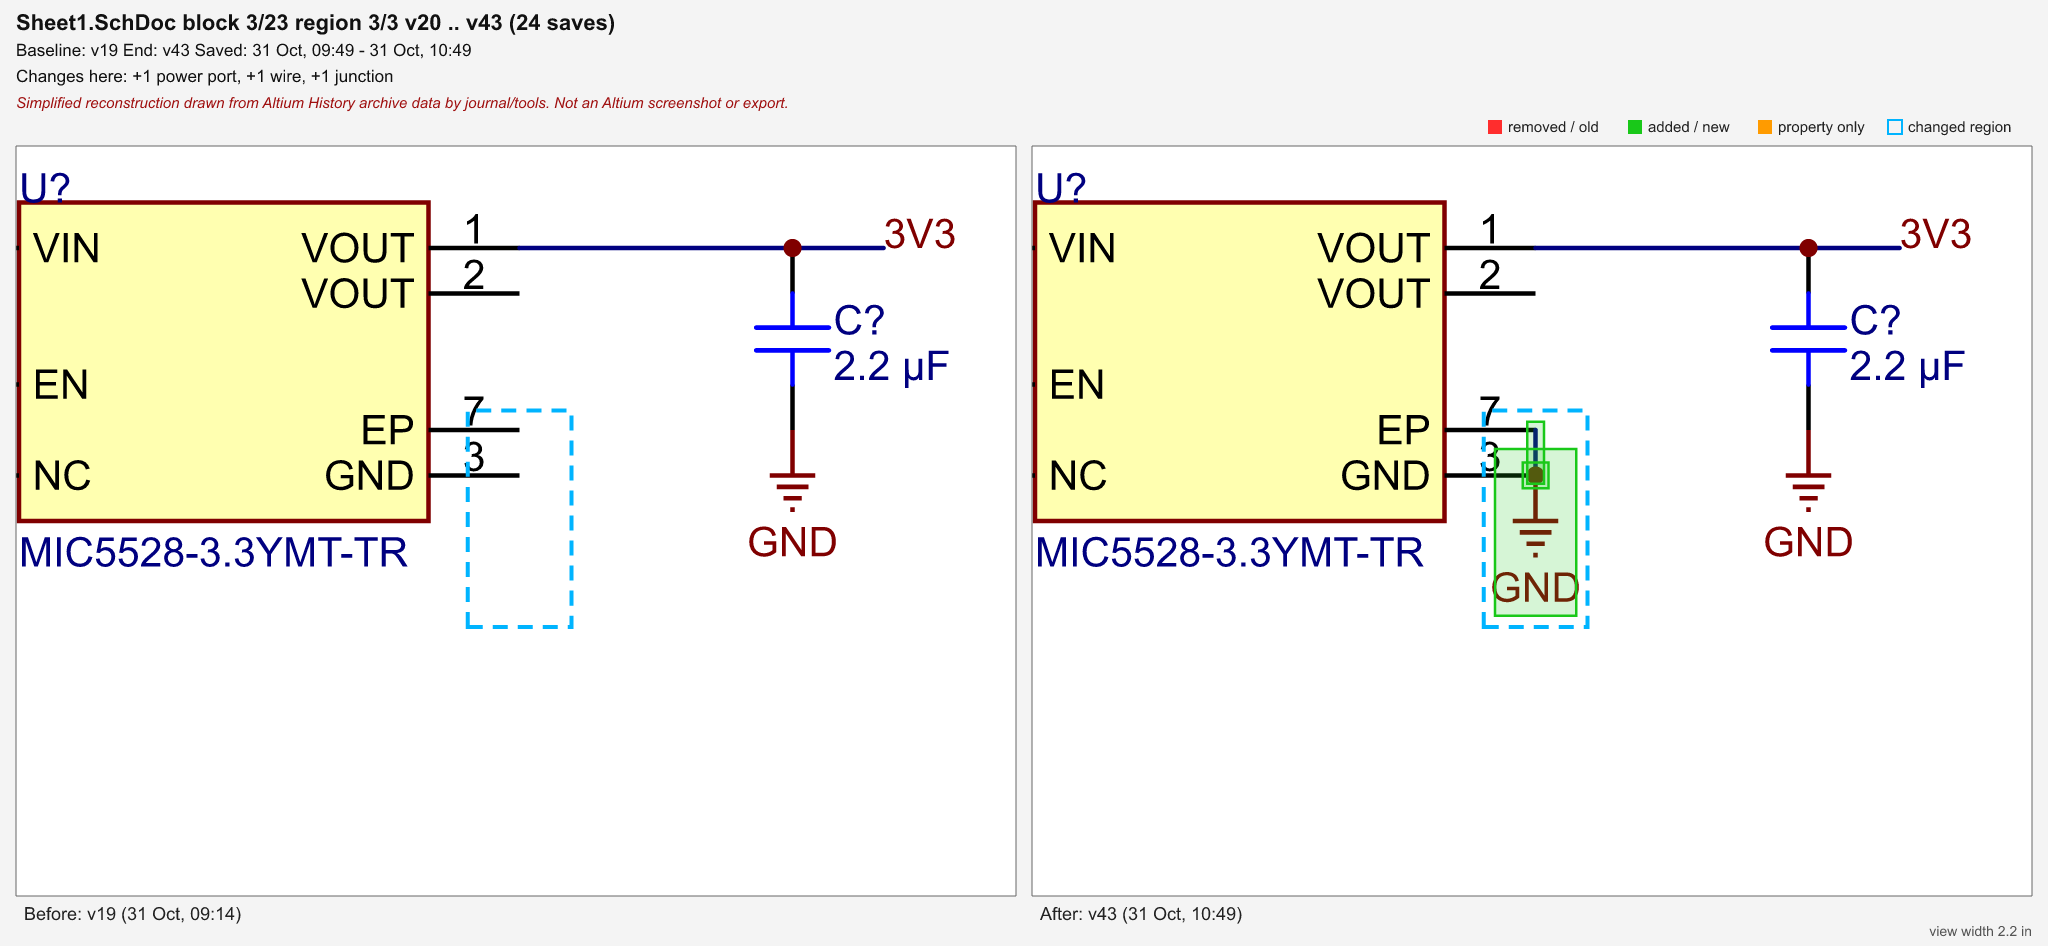 Sheet1.SchDoc block 3/23 region 3/3 v20 .. v43 (24 saves)
Baseline: v19 End: v43 Saved: 31 Oct, 09:49 - 31 Oct, 10:49
Changes here: +1 power port, +1 wire, +1 junction
Simplified reconstruction drawn from Altium History archive data by journal/tools. Not an Altium screenshot or export.
removed / old
added / new
property only
changed region
U?
VIN
VOUT
1
3V3
VOUT
2
C?
2.2 µF
EN
EP
7
NC
GND
3
GND
MIC5528-3.3YMT-TR
U?
VIN
VOUT
1
3V3
VOUT
2
C?
2.2 µF
EN
EP
7
NC
GND
3
GND
MIC5528-3.3YMT-TR
GND
Before: v19 (31 Oct, 09:14)
After: v43 (31 Oct, 10:49)
view width 2.2 in